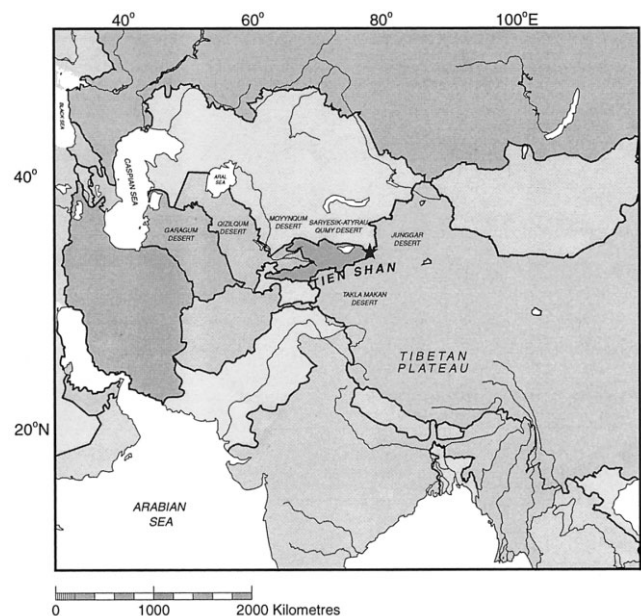 40° 60° 80° 100°E
BLACK SEA
40°
CASPIAN SEA
ARAL
SEA
GARAGUM
DESERT
QIZILQUM
DESERT
MOYYNQUM
DESERT
SARYESIK-ATYRAU
QUMY DESERT
JUNGGAR
DESERT
TIEN SHAN
TAKLA MAKAN
DESERT
TIBETAN
PLATEAU
20°N
ARABIAN
SEA
0 1000 2000 Kilometres